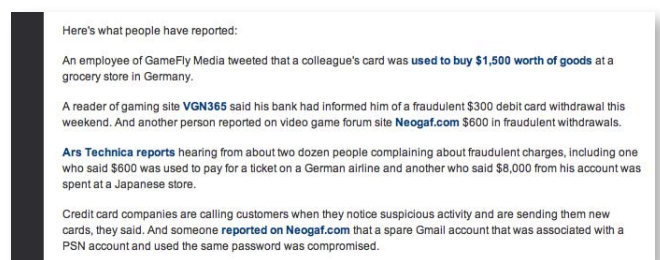 Here's what people have reported:
An employee of GameFly Media tweeted that a colleague's card was used to buy $1,500 worth of goods at a
grocery store in Germany.
A reader of gaming site VGN365 said his bank had informed him of a fraudulent $300 debit card withdrawal this
weekend. And another person reported on video game forum site Neogaf.com $600 in fraudulent withdrawals.
Ars Technica reports hearing from about two dozen people complaining about fraudulent charges, including one
who said $600 was used to pay for a ticket on a German airline and another who said $8,000 from his account was
spent at a Japanese store.
Credit card companies are calling customers when they notice suspicious activity and are sending them new
cards, they said. And someone reported on Neogaf.com that a spare Gmail account that was associated with a
PSN account and used the same password was compromised.